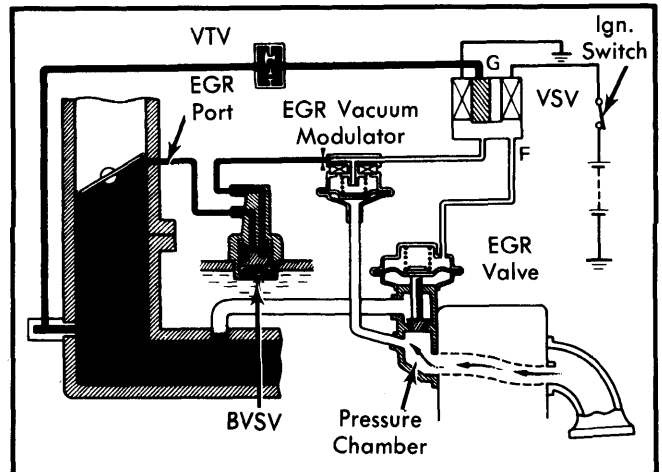 VTV
EGR
Port
EGR Vacuum
Modulator
G
VSV
Ign.
Switch
F
EGR
Valve
BVSV
Pressure
Chamber